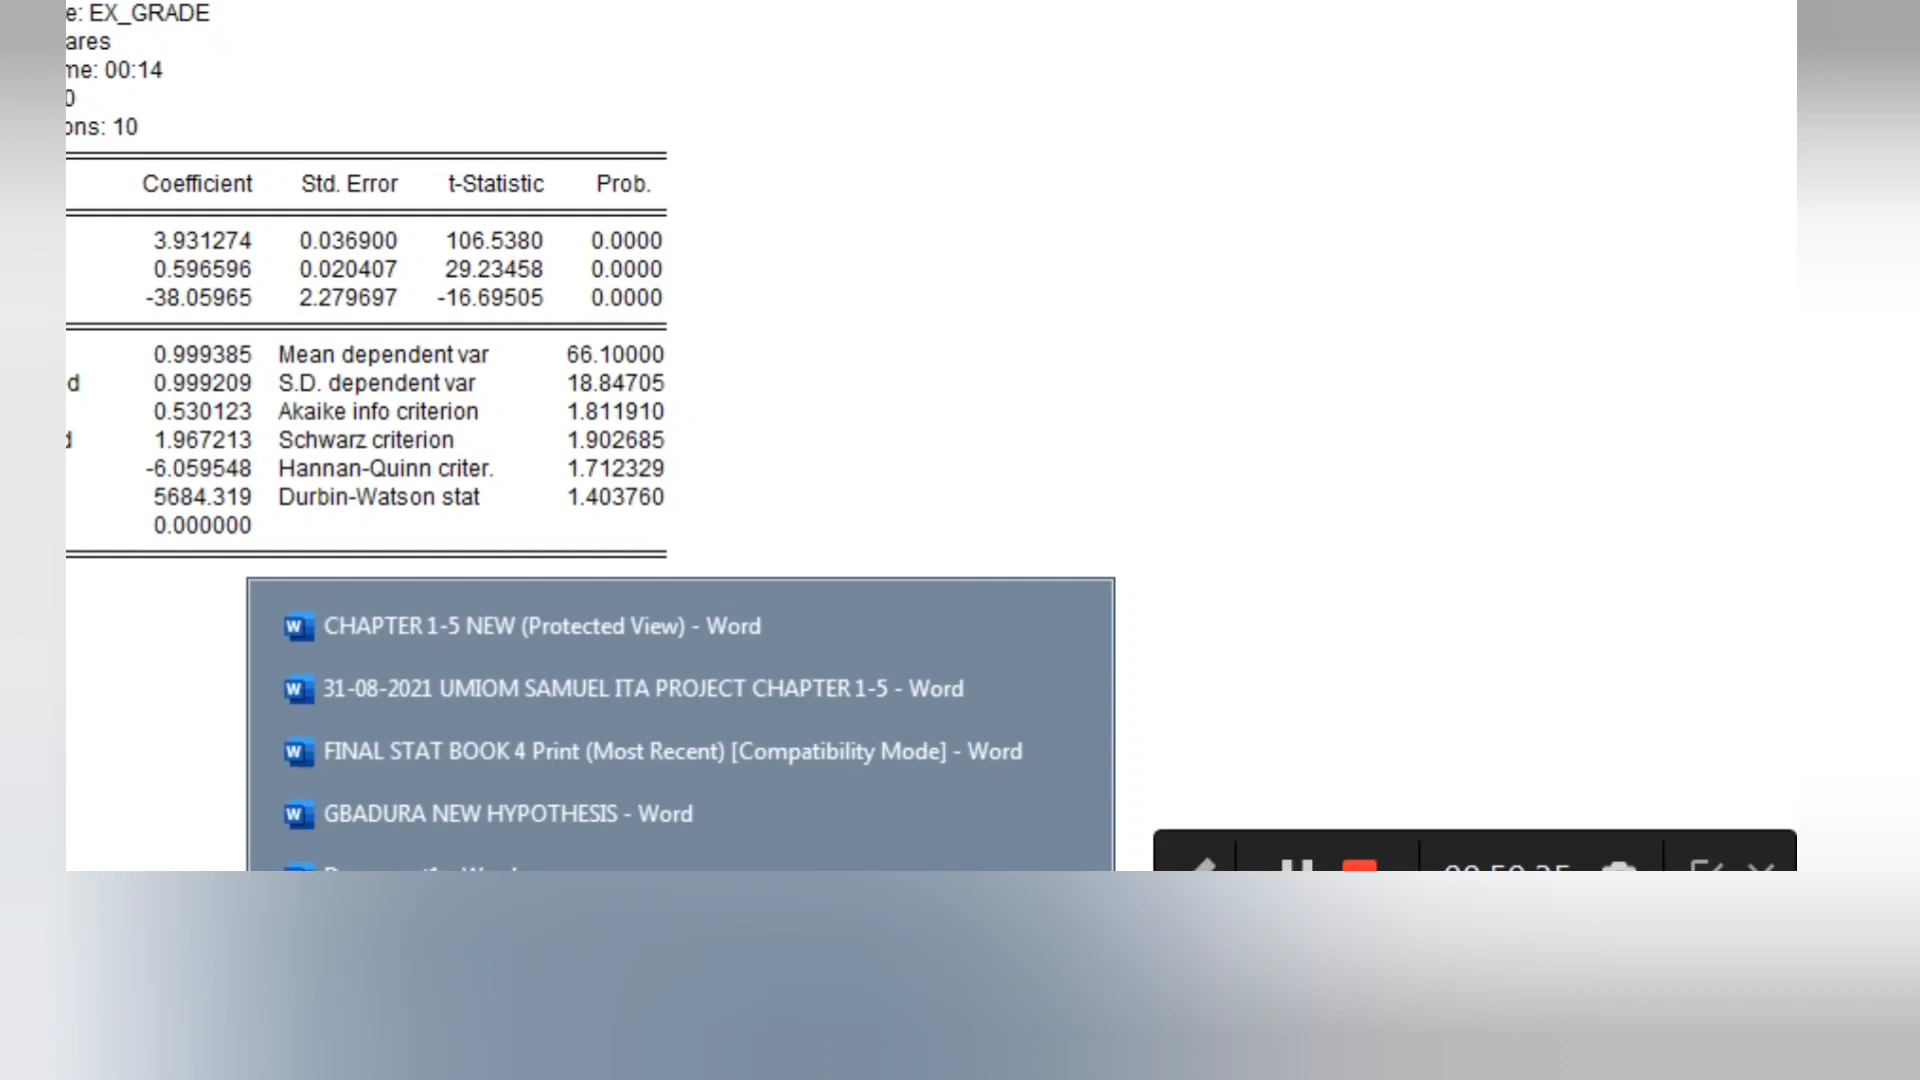 e: EX_GRADE
ares
me: 00:14
0
ons: 10
Coefficient Std. Error t-Statistic Prob.
3.931274 0.036900 106.5380 0.0000
0.596596 0.020407 29.23458 0.0000
-38.05965 2.279697 -16.69505 0.0000
0.999385 Mean dependent var 66.10000
d 0.999209 S.D. dependent var 18.84705
0.530123 Akaike info criterion 1.811910
d 1.967213 Schwarz criterion 1.902685
-6.059548 Hannan-Quinn criter. 1.712329
5684.319 Durbin-Watson stat 1.403760
0.000000
CHAPTER 1-5 NEW (Protected View) - Word
31-08-2021 UMIOM SAMUEL ITA PROJECT CHAPTER 1-5 - Word
FINAL STAT BOOK 4 Print (Most Recent) [Compatibility Mode] - Word
GBADURA NEW HYPOTHESIS - Word